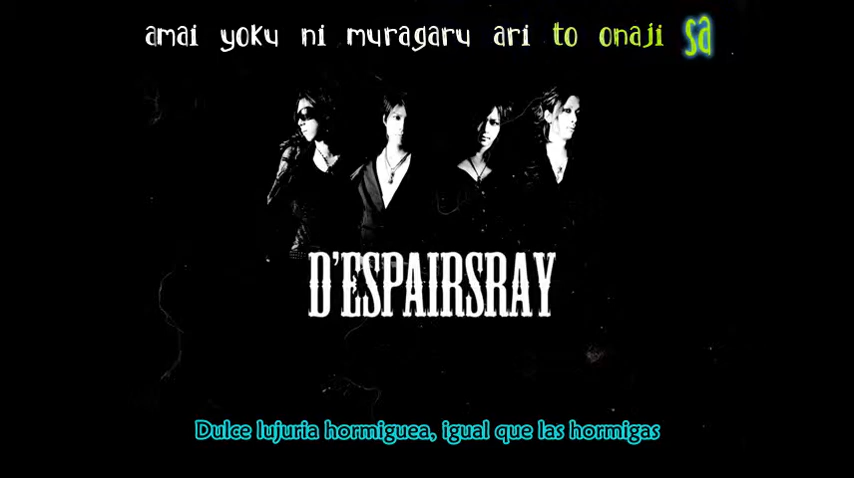 amai yoku ni muragaru ari to onaji sa
D'ESPAIRSRAY
Dulce lujuria hormiguea, igual que las hormigas